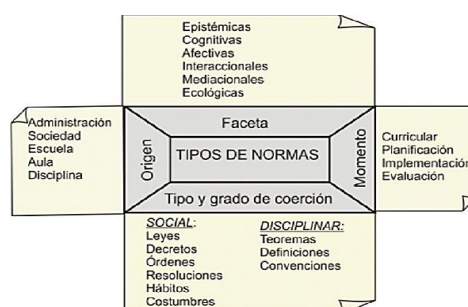 Epistémicas
Cognitivas
Afectivas
Interaccionales
Mediacionales
Ecológicas
Administración
Sociedad
Escuela
Aula
Disciplina
Origen
Faceta
TIPOS DE NORMAS
Momento
Tipo y grado de coerción
Curricular
Planificación
Implementación
Evaluación
SOCIAL:
Leyes
Decretos
Órdenes
Resoluciones
Hábitos
Costumbres
DISCIPLINAR:
Teoremas
Definiciones
Convenciones